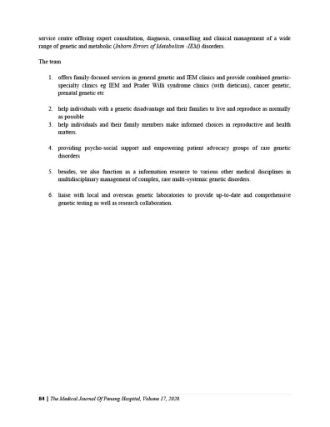 service centre offering expert consultation, diagnosis, counselling and clinical management of a wide
range of genetic and metabolic (Inborn Errors of Metabolism -IEM) disorders.
The team
1. offers family-focused services in general genetic and IEM clinics and provide combined genetic-
specialty clinics eg IEM and Prader Willi syndrome clinics (with dietician), cancer genetic,
prenatal genetic etc
2. help individuals with a genetic disadvantage and their families to live and reproduce as normally
as possible
3. help individuals and their family members make informed choices in reproductive and health
matters.
4. providing psycho-social support and empowering patient advocacy groups of rare genetic
disorders
5. besides, we also function as a information resource to various other medical disciplines in
multidisciplinary management of complex, rare multi-systemic genetic disorders.
6 liaise with local and overseas genetic laboratories to provide up-to-date and comprehensive
genetic testing as well as research collaboration.
84 | The Medical Journal Of Penang Hospital, Volume 17, 2020.